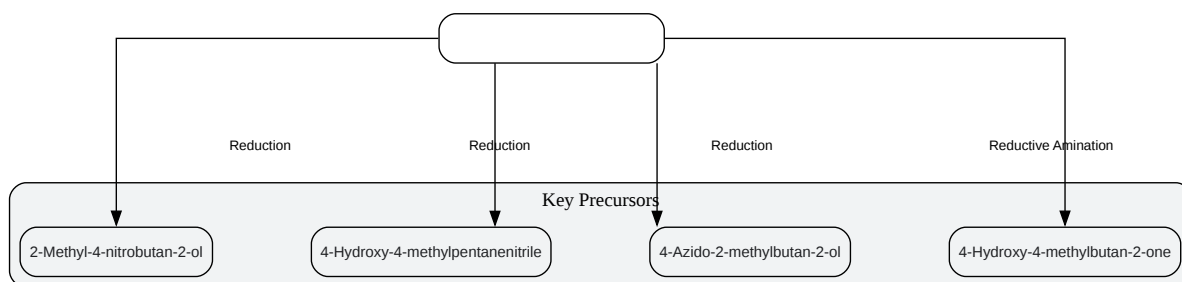 Reduction
Reduction
Reduction
Reductive Amination
Key Precursors
2-Methyl-4-nitrobutan-2-ol
4-Hydroxy-4-methylpentanenitrile
4-Azido-2-methylbutan-2-ol
4-Hydroxy-4-methylbutan-2-one